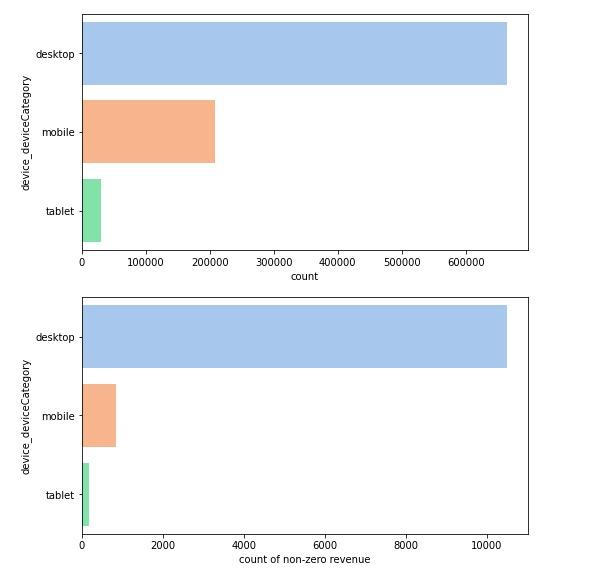 desktop
mobile
tablet
device_deviceCategory
0 100000 200000 300000 400000 500000 600000
count
desktop
mobile
tablet
device_deviceCategory
0 2000 4000 6000 8000 10000
count of non-zero revenue